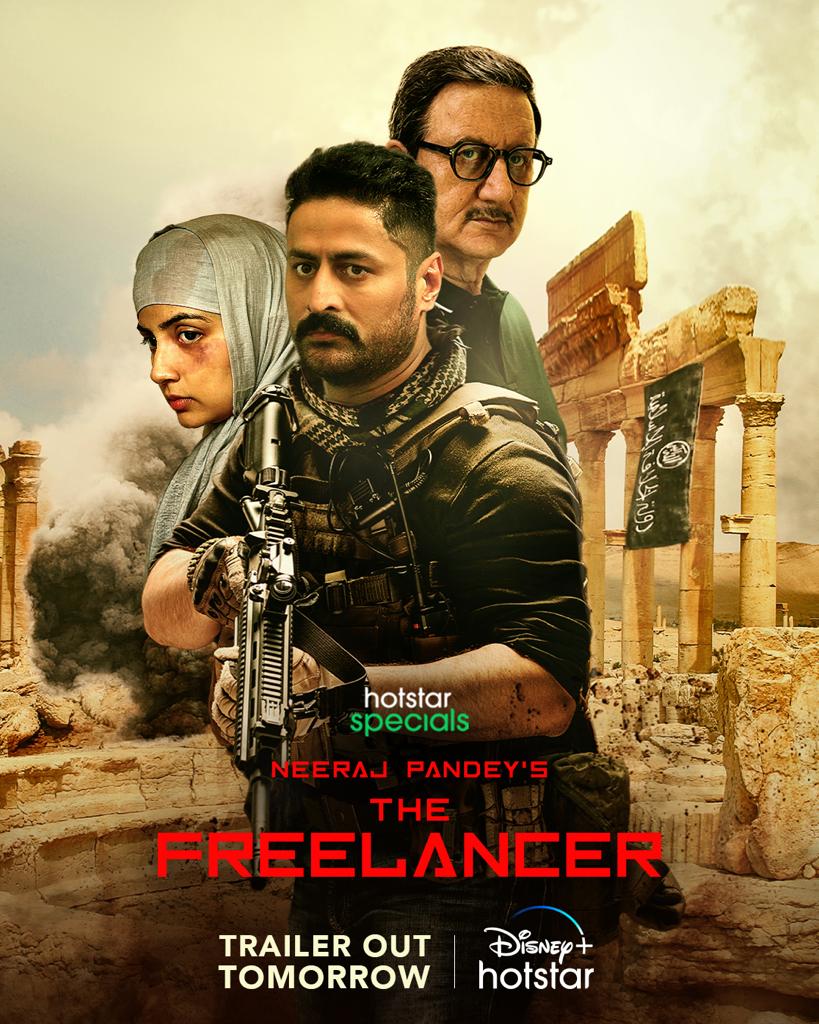 hotstar
specials
NEERAJ PANDEY'S
THE
FREELANCER
TRAILER OUT
TOMORROW
Disney+
hotstar